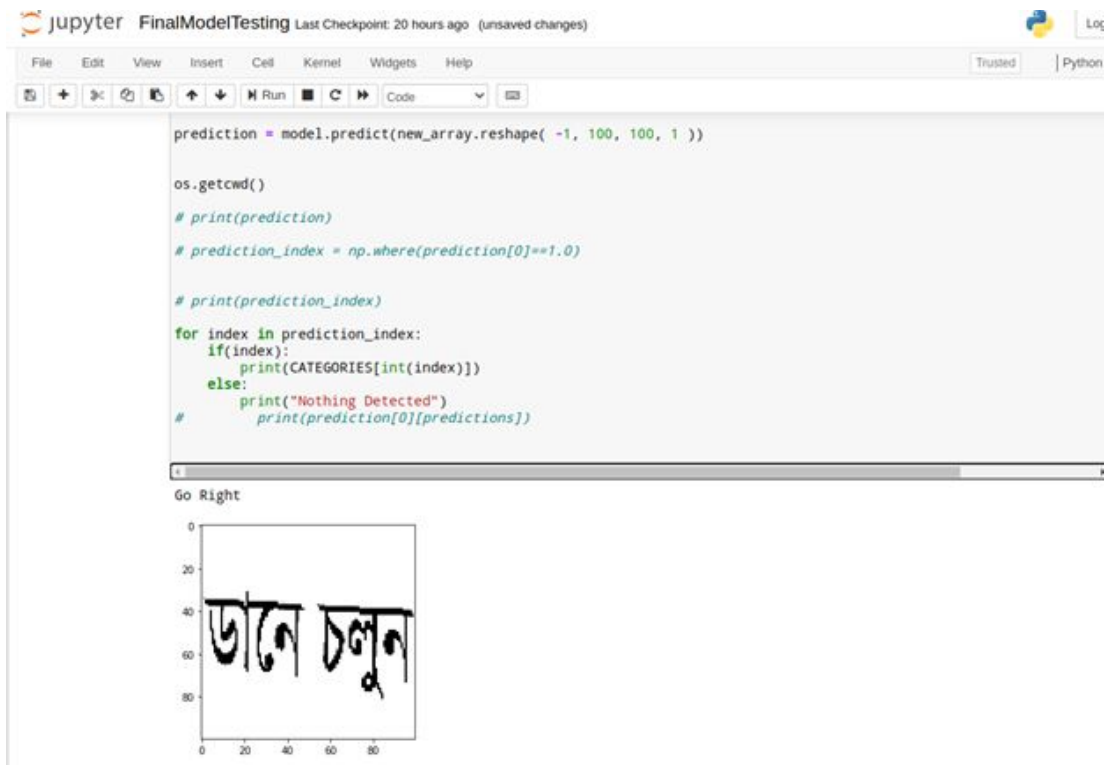 jupyter FinalModelTesting Last Checkpoint: 20 hours ago (unsaved changes)
File Edit View Insert Cell Kernel Widgets Help Trusted Python
Run Code
prediction = model.predict(new_array.reshape( -1, 100, 100, 1 ))
os.getcwd()
# print(prediction)
# prediction_index = np.where(prediction[0]==1.0)
# print(prediction_index)
for index in prediction_index:
if(index):
print(CATEGORIES[int(index)])
else:
print("Nothing Detected")
# print(prediction[0][predictions])
Go Right
0
20
40
60
80
ডানে চলুন
0 20 40 60 80